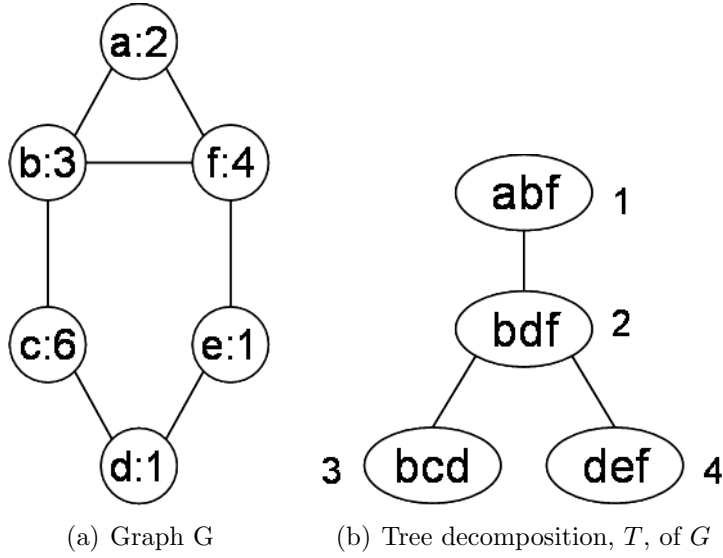 a:2
b:3
f:4
c:6
e:1
d:1
(a) Graph G
abf
1
bdf
2
3
bcd
def
4
(b) Tree decomposition, T, of G